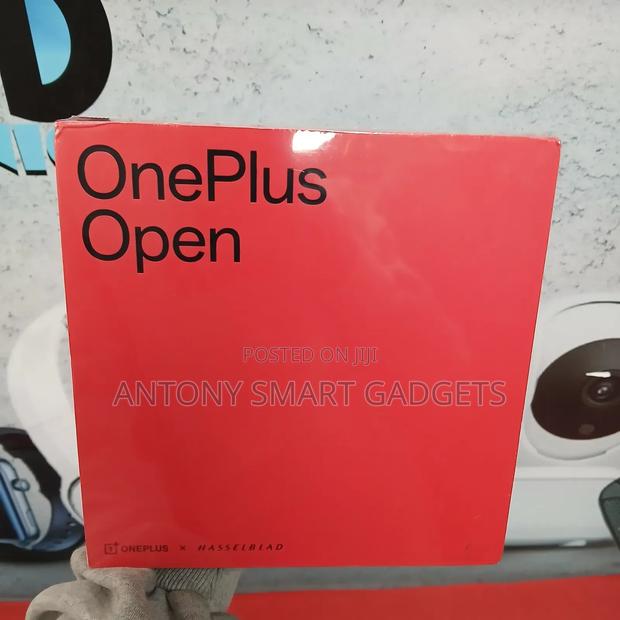 OnePlus
Open
POSTED ON JIJI
ANTONY SMART GADGETS
ONEPLUS × HASSELBLAD